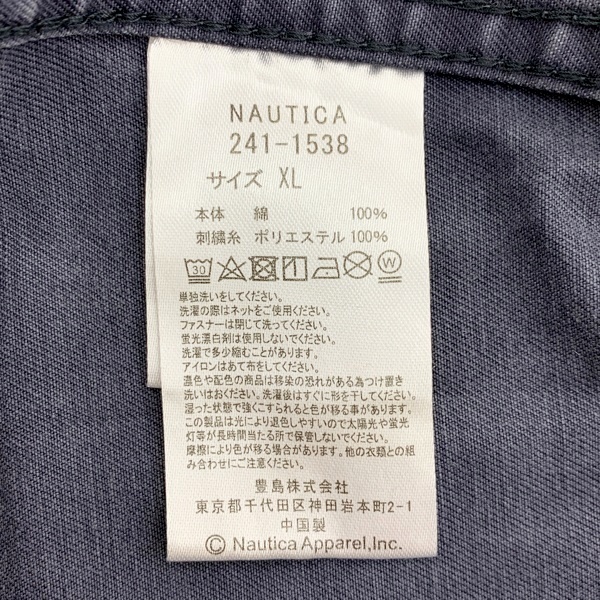 NAUTICA
241-1538
サイズ XL
本体 綿 100%
刺繍糸 ポリエステル 100%
30 W
単独洗いをしてください。
洗濯の際はネットをご使用ください。
ファスナーは閉じて洗ってください。
蛍光漂白剤は使用しないでください。
洗濯で多少縮むことがあります。
アイロンはあて布をしてください。
濃色や配色の商品は移染の恐れがある為つけ置き
洗いはおください。洗濯後はすぐに形を干してください。
湿った状態で強くこすられると色が移る事があります。
この製品は光により退色しやすいので太陽光や蛍光
灯等が長時間当たる所で保管しないでください。
摩擦により色が移る場合があります。他の衣類との組
み合わせにご注意ください。
豊島株式会社
東京都千代田区神田岩本町2-1
中国製
© Nautica Apparel,Inc.